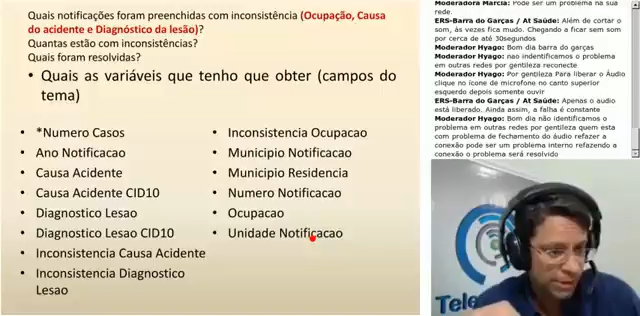 Quais notificações foram preenchidas com inconsistência (Ocupação, Causa
do acidente e Diagnóstico da lesão)?
Quantas estão com inconsistências?
Quais foram resolvidas?
• Quais as variáveis que tenho que obter (campos do
tema)
• *Numero Casos
• Ano Notificacao
• Causa Acidente
• Causa Acidente CID10
• Diagnostico Lesao
• Diagnostico Lesao CID10
• Inconsistencia Causa Acidente
• Inconsistencia Diagnostico
Lesao
• Inconsistencia Ocupacao
• Municipio Notificacao
• Municipio Residencia
• Numero Notificacao
• Ocupacao
• Unidade Notificacao
Moderadora Marcia: Pode ser um problema na sua
rede.
ERS-Barra do Garças / At Saúde: Além de cortar o
som, às vezes fica mudo. Chegando a ficar sem som
por cerca de até 30segundos
Moderador Hyago: Bom dia barra do garças
Moderador Hyago: nao indentificamos o problema
em outras redes por gentileza reconecte
Moderador Hyago: Por gentileza Para liberar o Áudio
clique no ícone de microfone no canto superior
esquerdo depois somente ouvir
ERS-Barra do Garças / At Saúde: Apenas o audio
está liberado. Ainda assim, a falha é constante
Moderador Hyago: Bom dia não identificamos o
problema em outras redes por gentileza quem esta
com problema de fechamento do áudio refazer a
conexão pode ser um problema interno refazendo a
conexão o problema será resolvido
Tele